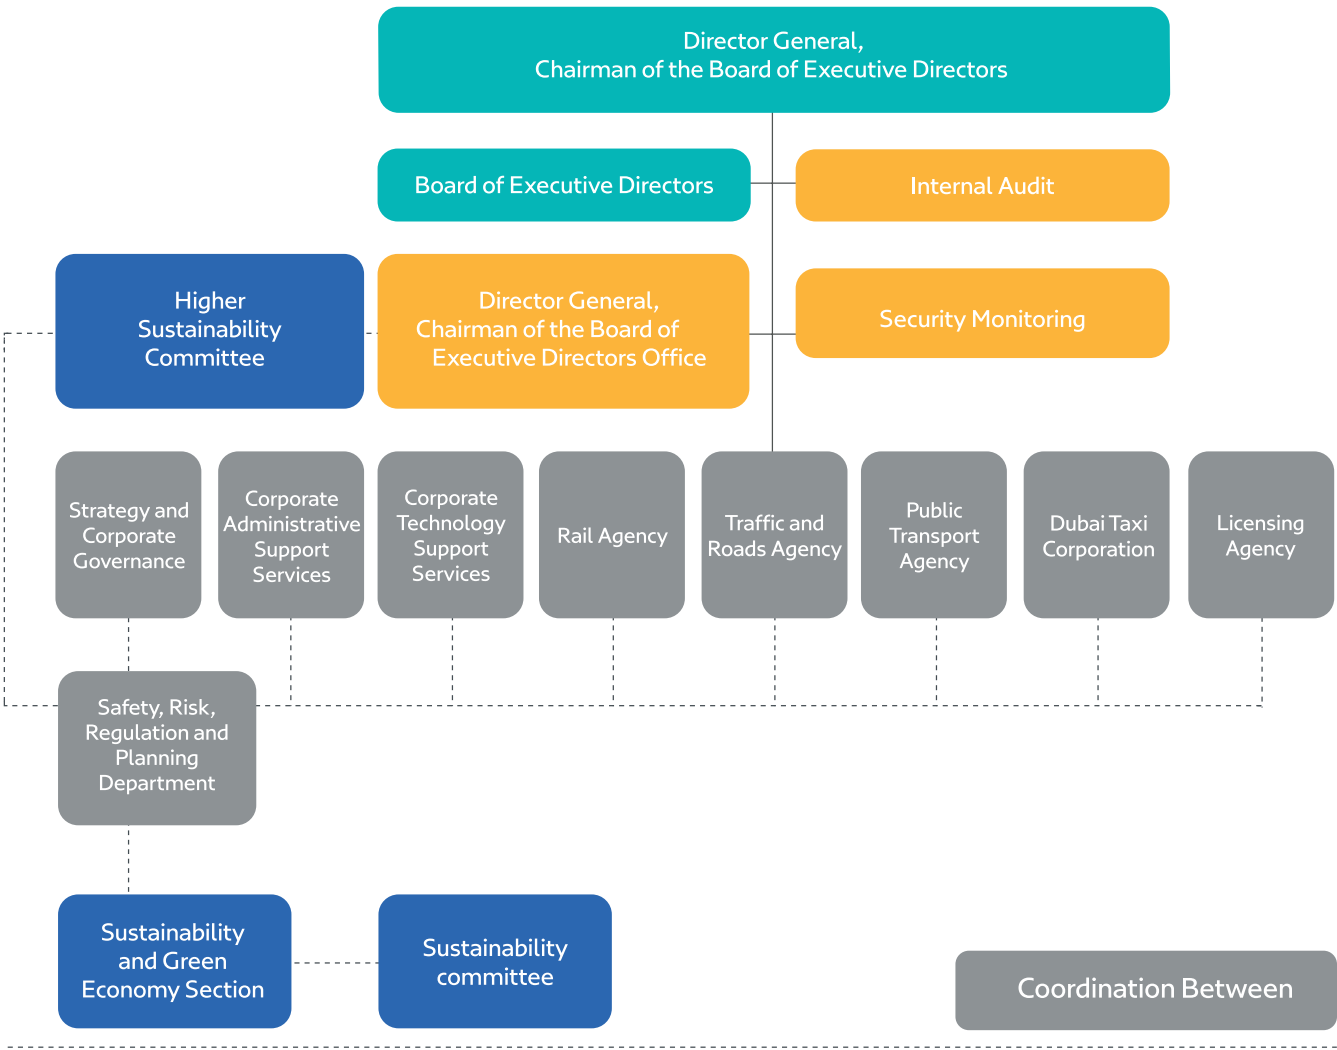 Director General,
Chairman of the Board of Executive Directors
Board of Executive Directors
Internal Audit
Higher
Sustainability
Committee
Director General,
Chairman of the Board of
Executive Directors Office
Security Monitoring
Strategy and
Corporate
Governance
Corporate
Administrative
Support
Services
Corporate
Technology
Support
Services
Rail Agency
Traffic and
Roads Agency
Public
Transport
Agency
Dubai Taxi
Corporation
Licensing
Agency
Safety, Risk,
Regulation and
Planning
Department
Sustainability
and Green
Economy Section
Sustainability
committee
Coordination Between